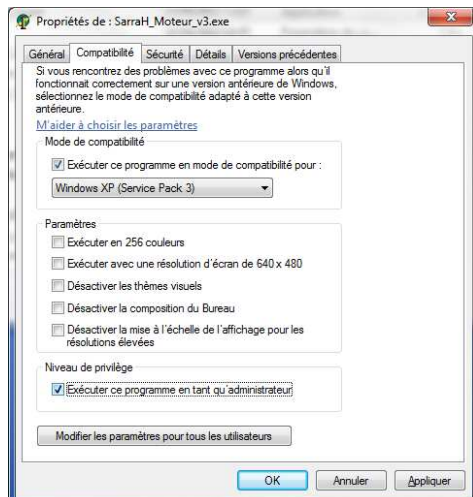 Propriétés de : SarraH_Moteur_v3.exe
Général Compatibilité Sécurité Détails Versions précédentes
Si vous rencontrez des problèmes avec ce programme alors qu'il
fonctionnait correctement sur une version antérieure de Windows,
sélectionnez le mode de compatibilité adapté à cette version
antérieure.
M'aider à choisir les paramètres
Mode de compatibilité
Exécuter ce programme en mode de compatibilité pour :
Windows XP (Service Pack 3)
Paramètres
Exécuter en 256 couleurs
Exécuter avec une résolution d'écran de 640 x 480
Désactiver les thèmes visuels
Désactiver la composition du Bureau
Désactiver la mise à l'échelle de l'affichage pour les
résolutions élevées
Niveau de privilège
Exécuter ce programme en tant qu'administrateur
Modifier les paramètres pour tous les utilisateurs
OK Annuler Appliquer